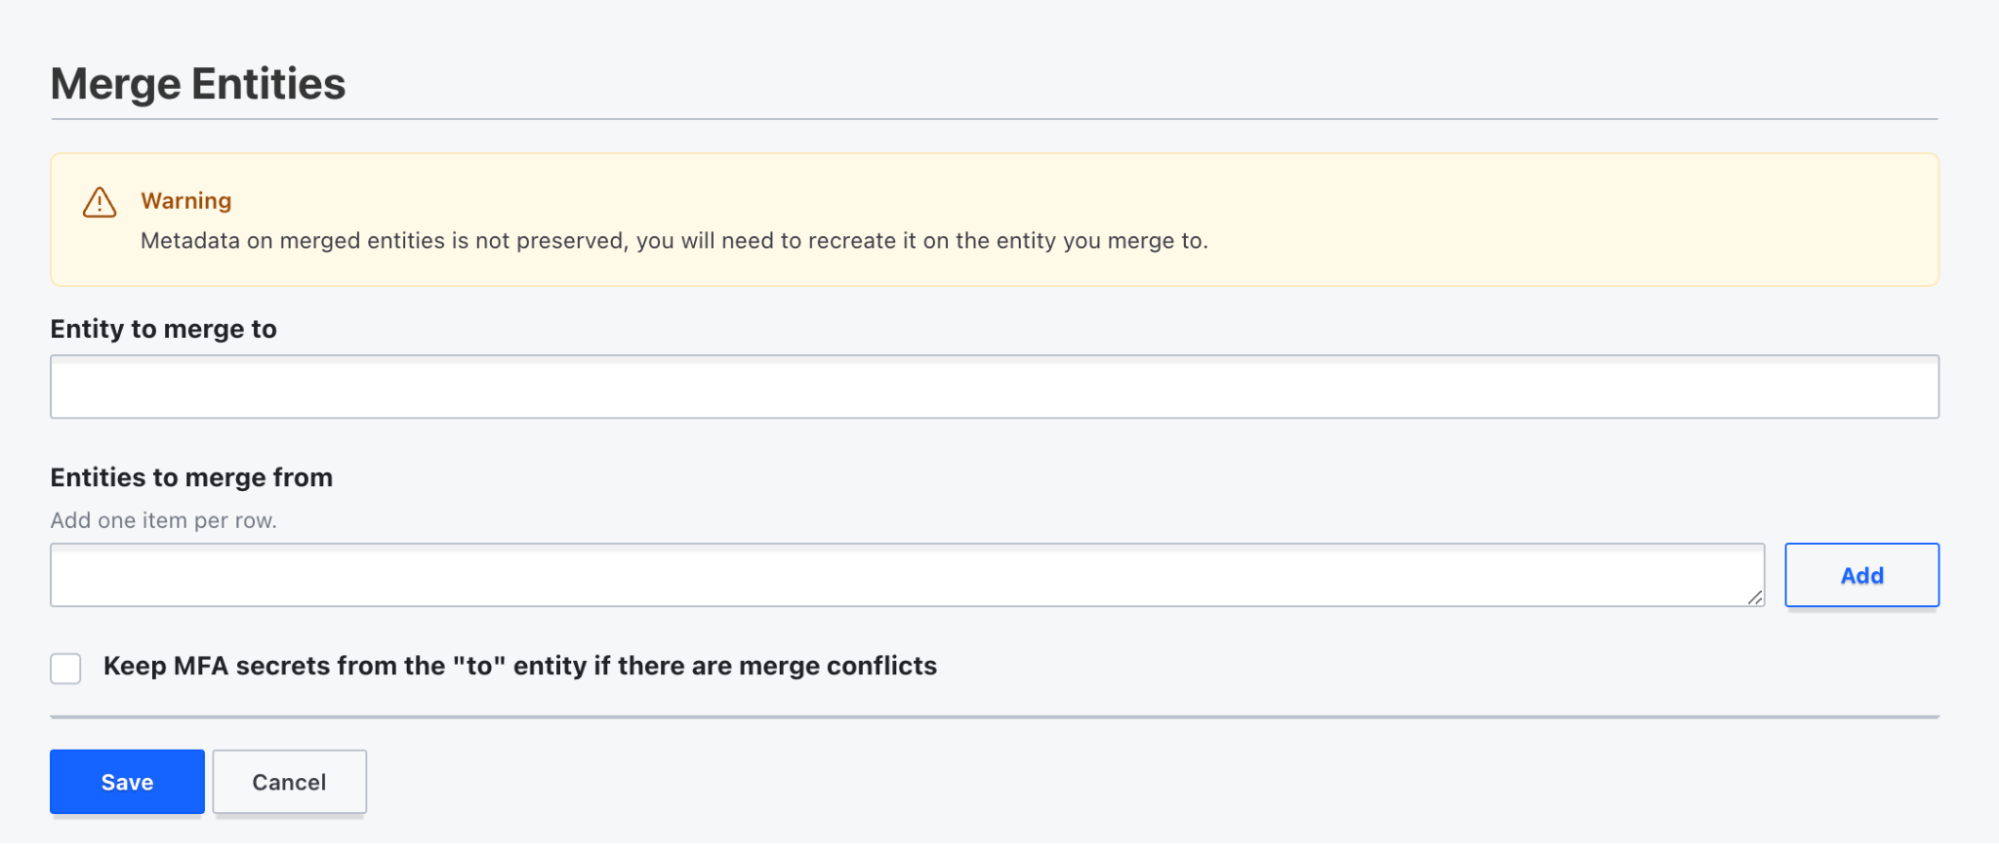 Merge Entities
Warning
Metadata on merged entities is not preserved, you will need to recreate it on the entity you merge to.
Entity to merge to
Entities to merge from
Add one item per row.
Add
Keep MFA secrets from the "to" entity if there are merge conflicts
Save
Cancel